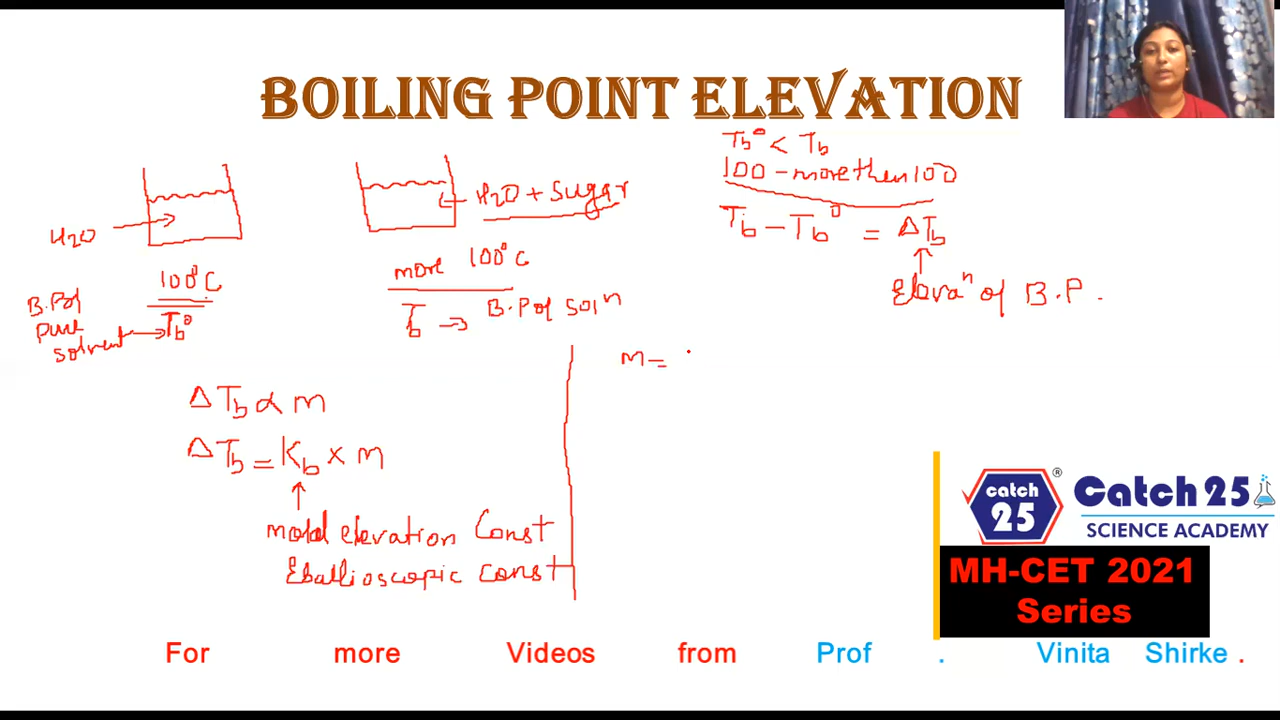 BOILING POINT ELEVATION
Tb° < Tb
100 - more then 100
Tb - Tb° = ΔTb
Elevaⁿ of B.P.
H2O
H2O + Sugar
100°C
more 100°C
B.P of
pure
solvent → Tb°
Tb → B.P of Solⁿ
ΔTb ∝ m
ΔTb = Kb × m
molal elevation Const
Ebullioscopic const
m =
catch
25
®
Catch 25
SCIENCE ACADEMY
MH-CET 2021
Series
For more Videos from Prof . Vinita Shirke .